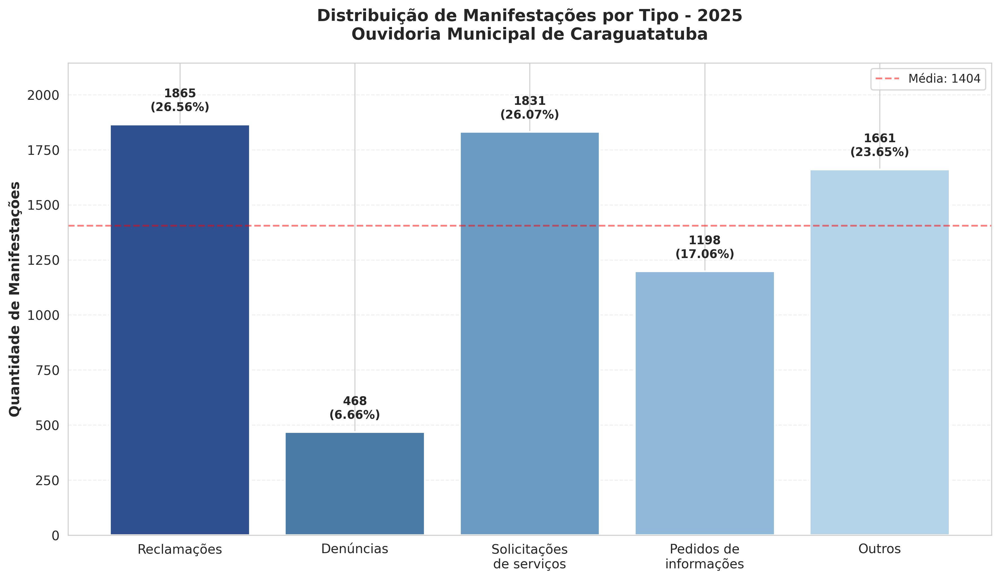 Distribuição de Manifestações por Tipo - 2025
Ouvidoria Municipal de Caraguatatuba
Média: 1404
Quantidade de Manifestações
2000
1750
1500
1250
1000
750
500
250
0
1865
(26.56%)
468
(6.66%)
1831
(26.07%)
1198
(17.06%)
1661
(23.65%)
Reclamações
Denúncias
Solicitações
de serviços
Pedidos de
informações
Outros